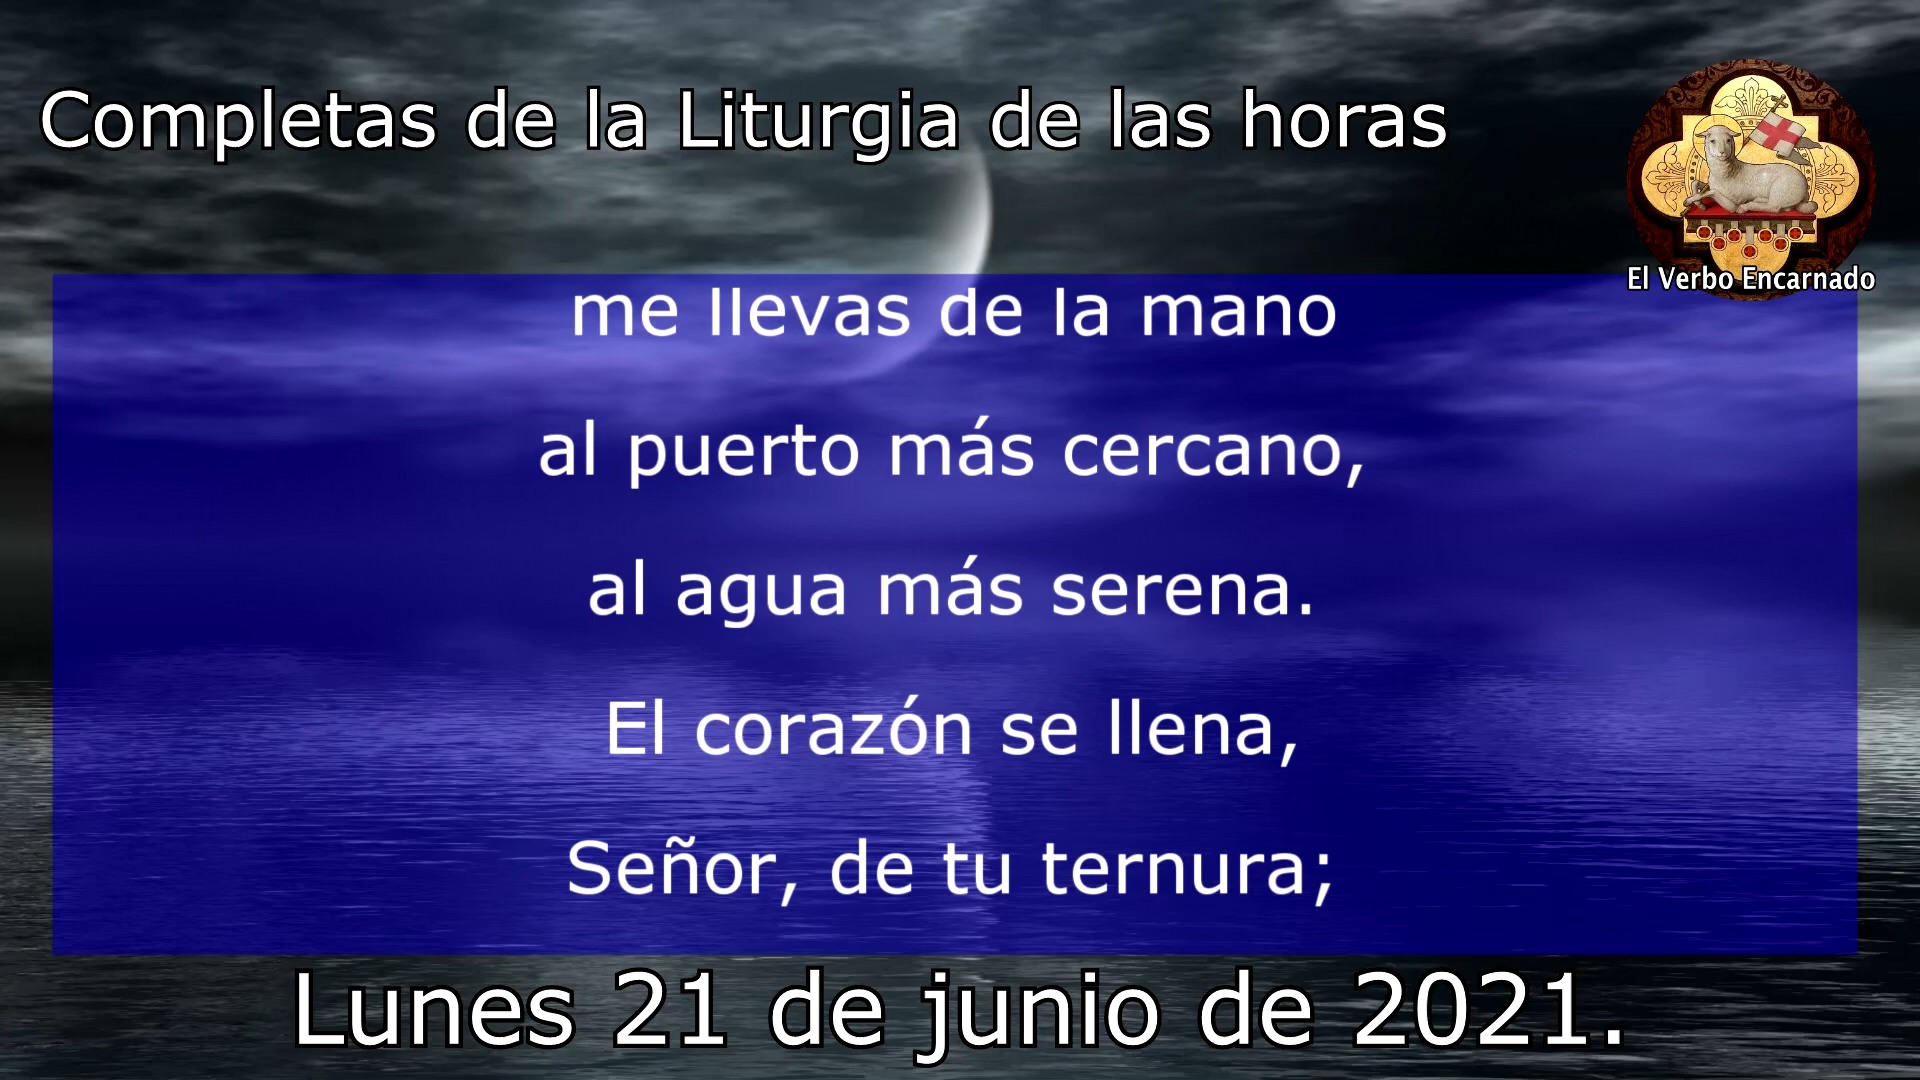 Completas de la Liturgia de las horas
El Verbo Encarnado
me llevas de la mano
al puerto más cercano,
al agua más serena.
El corazón se llena,
Señor, de tu ternura;
Lunes 21 de junio de 2021.